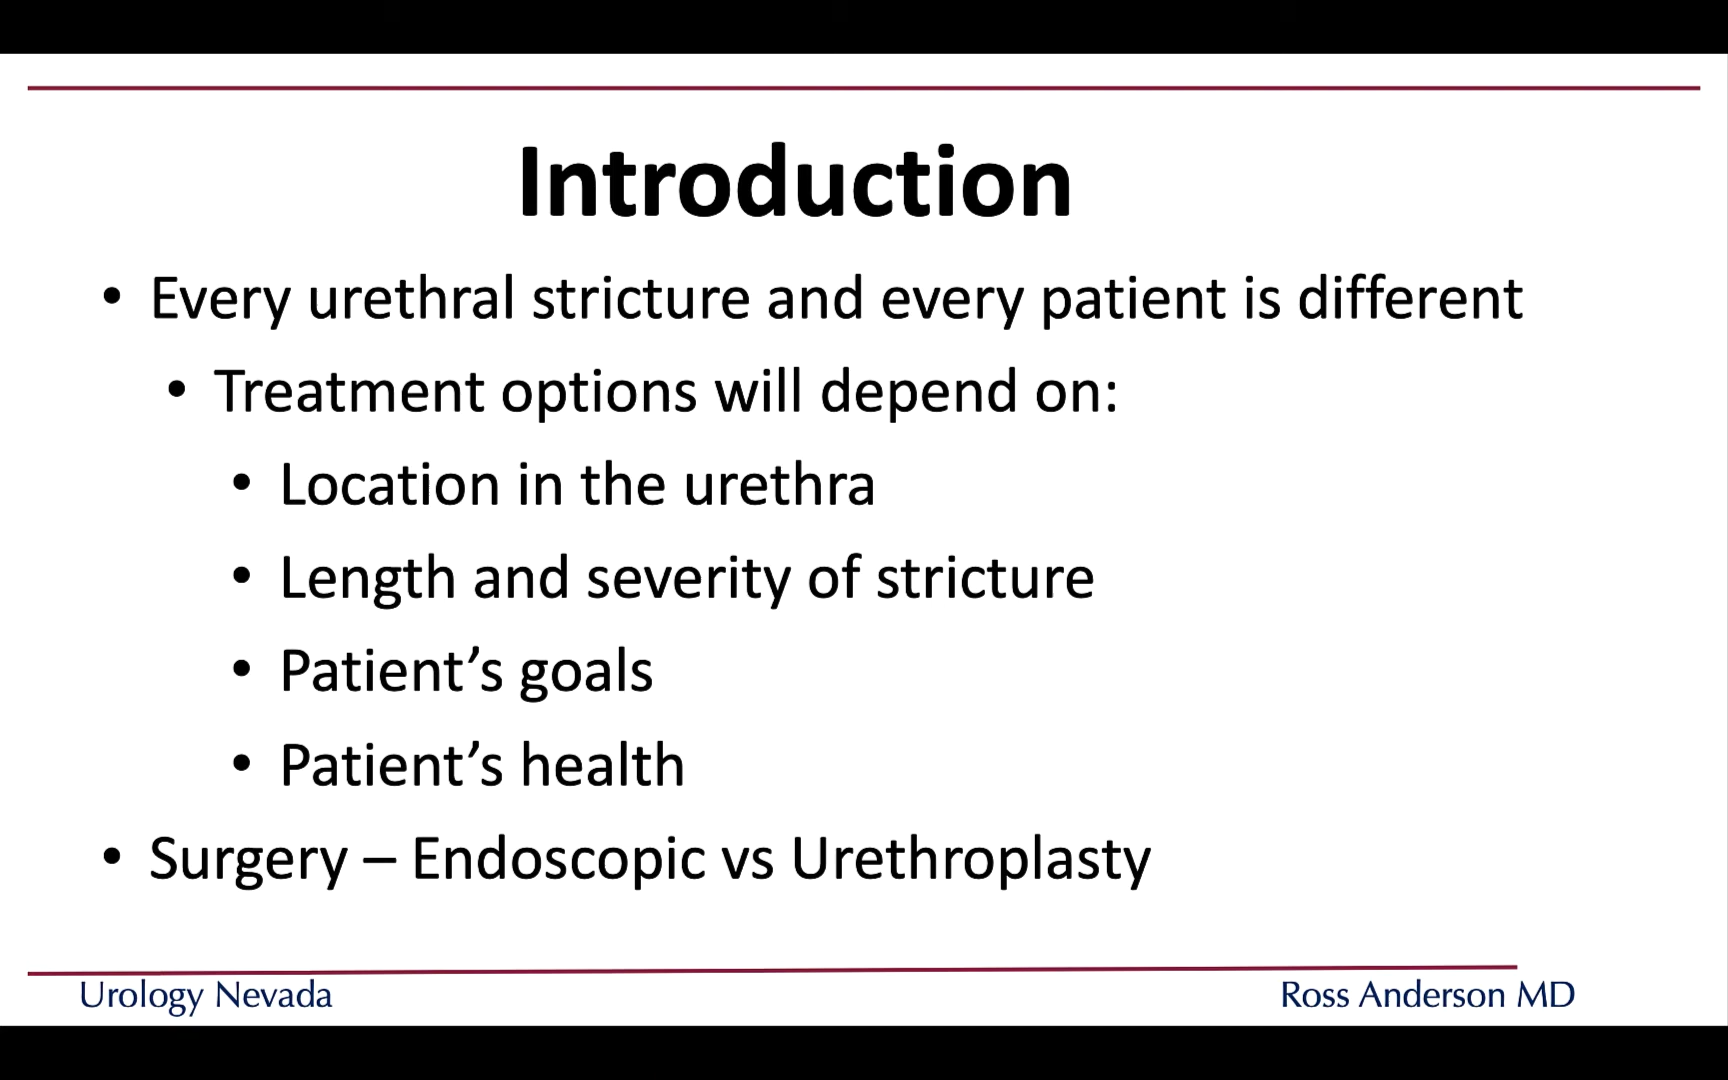 Introduction
• Every urethral stricture and every patient is different
• Treatment options will depend on:
• Location in the urethra
• Length and severity of stricture
• Patient’s goals
• Patient’s health
• Surgery – Endoscopic vs Urethroplasty
Urology Nevada
Ross Anderson MD